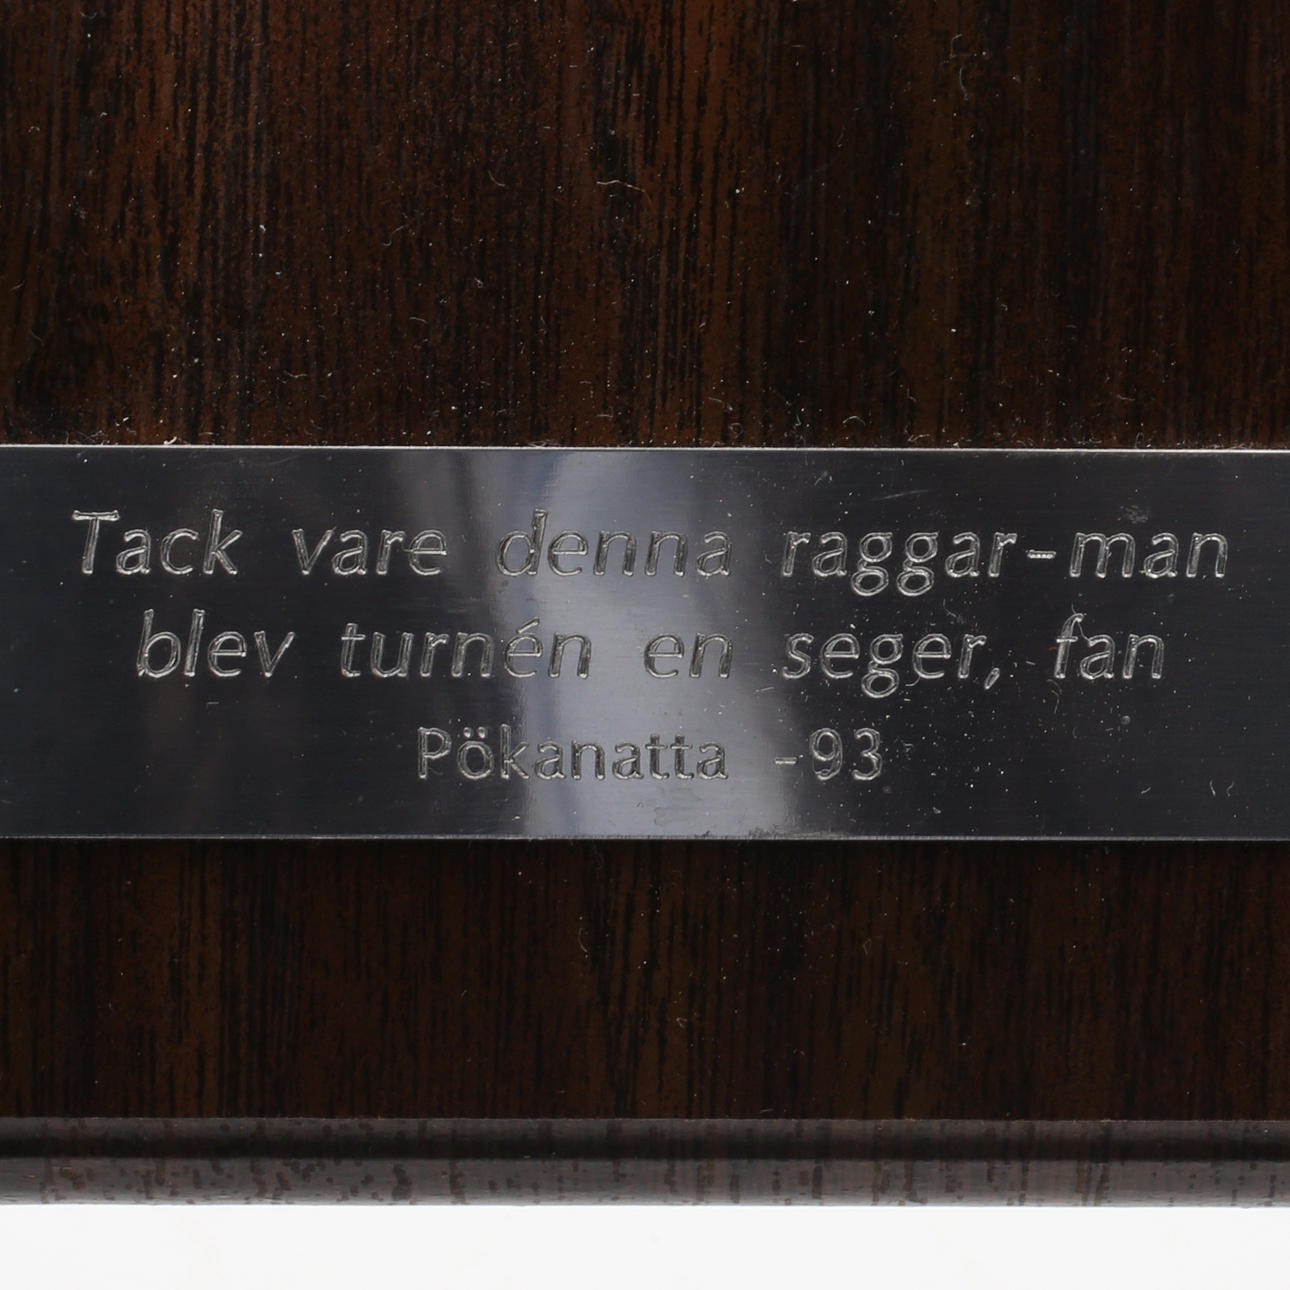 Tack vare denna raggar-man
blev turnén en seger, fan
Pökanatta -93